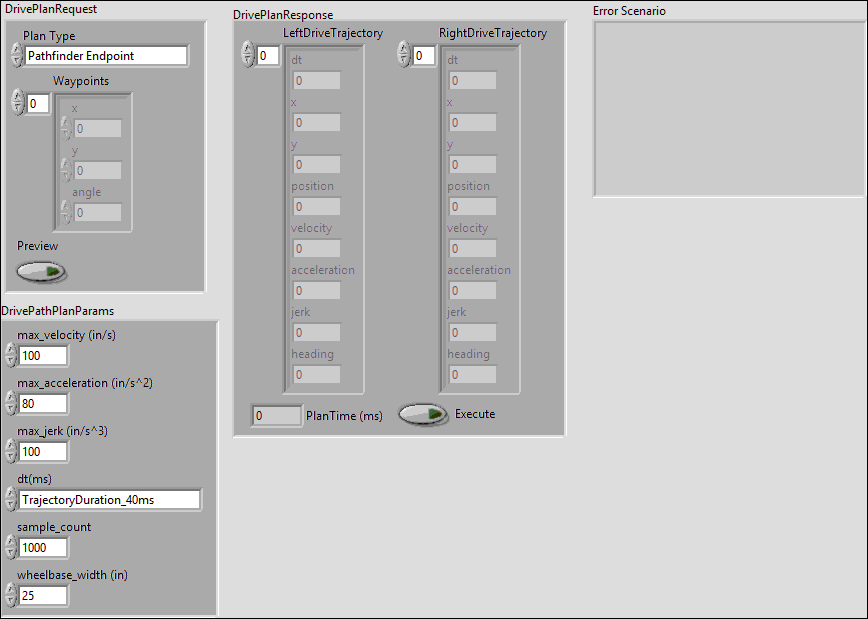 DrivePlanRequest
Plan Type
Pathfinder Endpoint
Waypoints
0
x
0
y
0
angle
0
Preview
DrivePathPlanParams
max_velocity (in/s)
100
max_acceleration (in/s^2)
80
max_jerk (in/s^3)
100
dt(ms)
TrajectoryDuration_40ms
sample_count
1000
wheelbase_width (in)
25
DrivePlanResponse
LeftDriveTrajectory
0
dt
0
x
0
y
0
position
0
velocity
0
acceleration
0
jerk
0
heading
0
RightDriveTrajectory
0
dt
0
x
0
y
0
position
0
velocity
0
acceleration
0
jerk
0
heading
0
0 PlanTime (ms)
Execute
Error Scenario